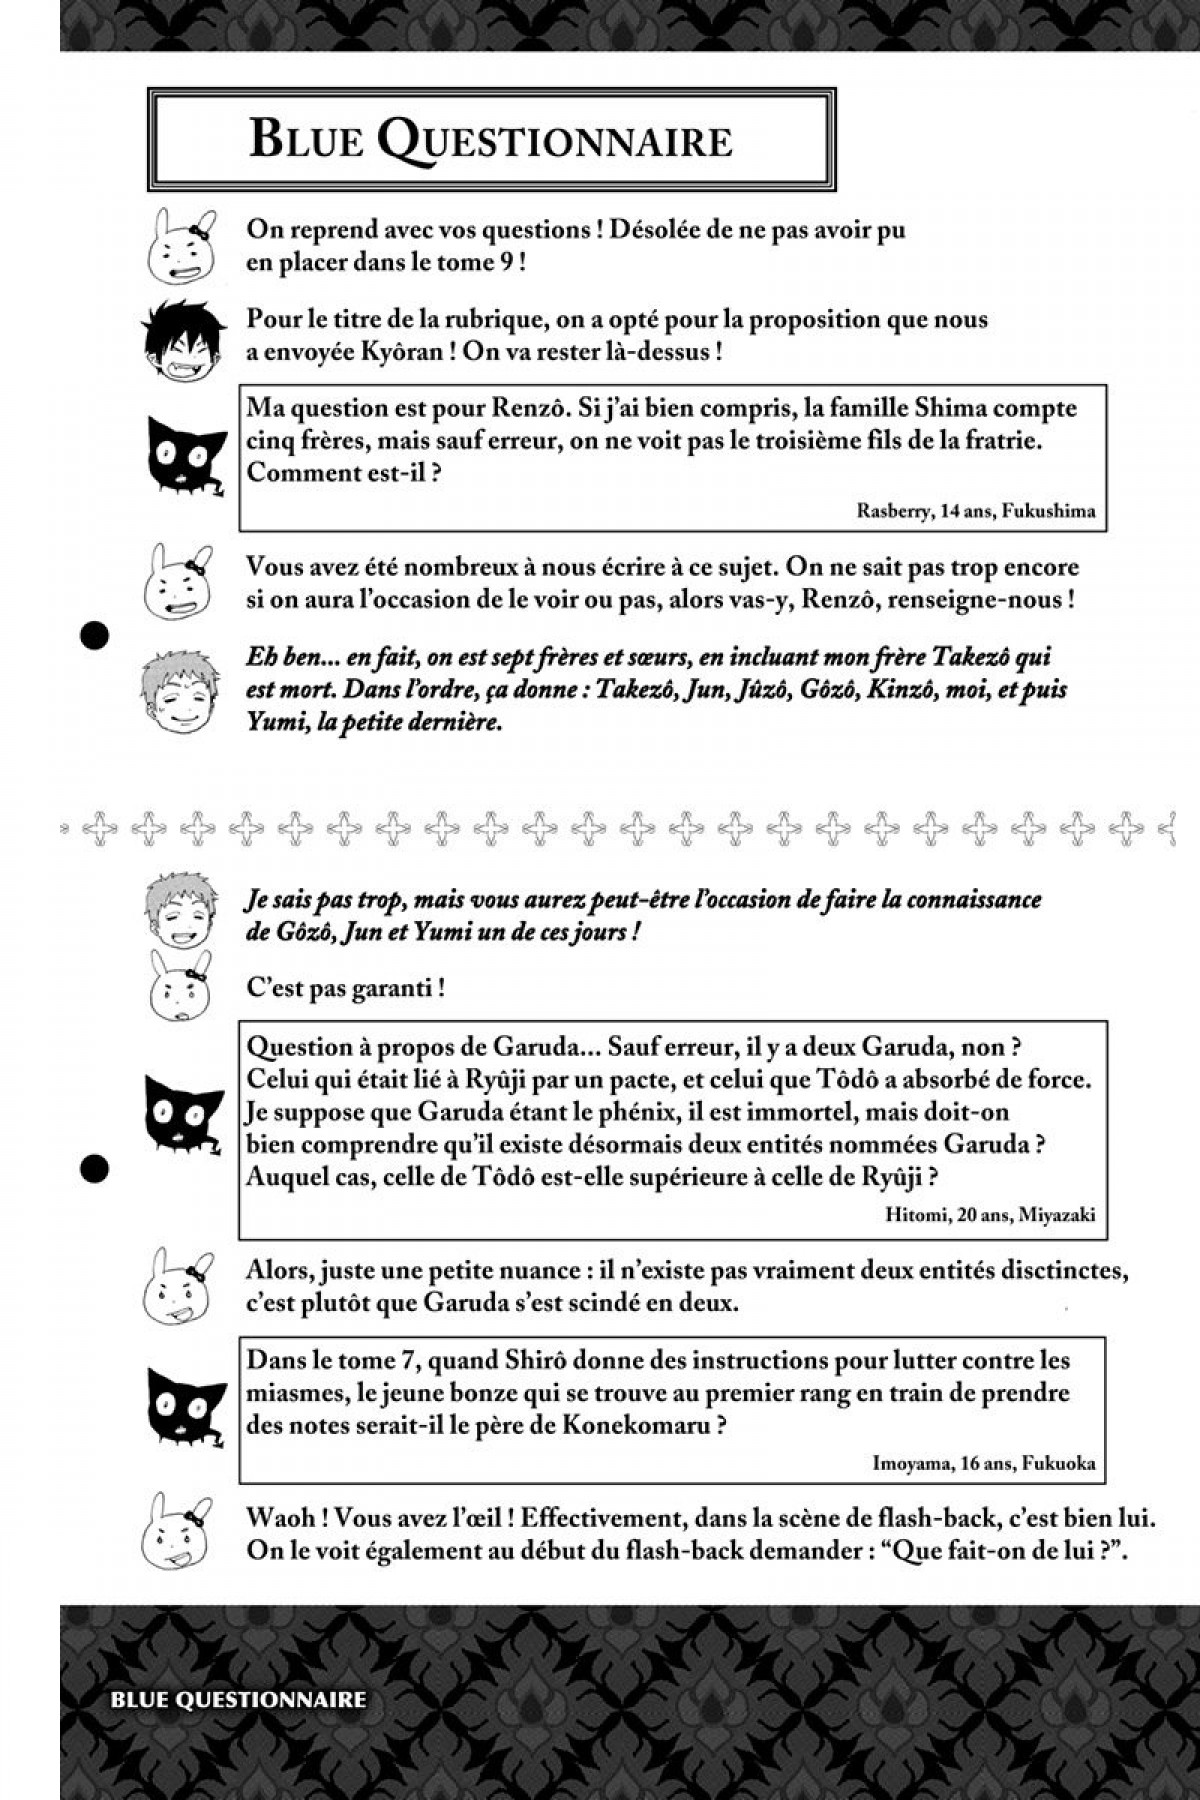 BLUE QUESTIONNAIRE
On reprend avec vos questions ! Désolée de ne pas avoir pu
en placer dans le tome 9 !
Pour le titre de la rubrique, on a opté pour la proposition que nous
a envoyée Kyôran ! On va rester là-dessus !
Ma question est pour Renzô. Si j’ai bien compris, la famille Shima compte
cinq frères, mais sauf erreur, on ne voit pas le troisième fils de la fratrie.
Comment est-il ?
Rasberry, 14 ans, Fukushima
Vous avez été nombreux à nous écrire à ce sujet. On ne sait pas trop encore
si on aura l’occasion de le voir ou pas, alors vas-y, Renzô, renseigne-nous !
Eh ben... en fait, on est sept frères et sœurs, en incluant mon frère Takezô qui
est mort. Dans l’ordre, ça donne : Takezô, Jun, Jûzô, Gôzô, Kinzô, moi, et puis
Yumi, la petite dernière.
Je sais pas trop, mais vous aurez peut-être l’occasion de faire la connaissance
de Gôzô, Jun et Yumi un de ces jours !
C’est pas garanti !
Question à propos de Garuda... Sauf erreur, il y a deux Garuda, non ?
Celui qui était lié à Ryûji par un pacte, et celui que Tôdô a absorbé de force.
Je suppose que Garuda étant le phénix, il est immortel, mais doit-on
bien comprendre qu’il existe désormais deux entités nommées Garuda ?
Auquel cas, celle de Tôdô est-elle supérieure à celle de Ryûji ?
Hitomi, 20 ans, Miyazaki
Alors, juste une petite nuance : il n’existe pas vraiment deux entités disctinctes,
c’est plutôt que Garuda s’est scindé en deux.
Dans le tome 7, quand Shirô donne des instructions pour lutter contre les
miasmes, le jeune bonze qui se trouve au premier rang en train de prendre
des notes serait-il le père de Konekomaru ?
Imoyama, 16 ans, Fukuoka
Waoh ! Vous avez l’œil ! Effectivement, dans la scène de flash-back, c’est bien lui.
On le voit également au début du flash-back demander : “Que fait-on de lui ?”.
BLUE QUESTIONNAIRE